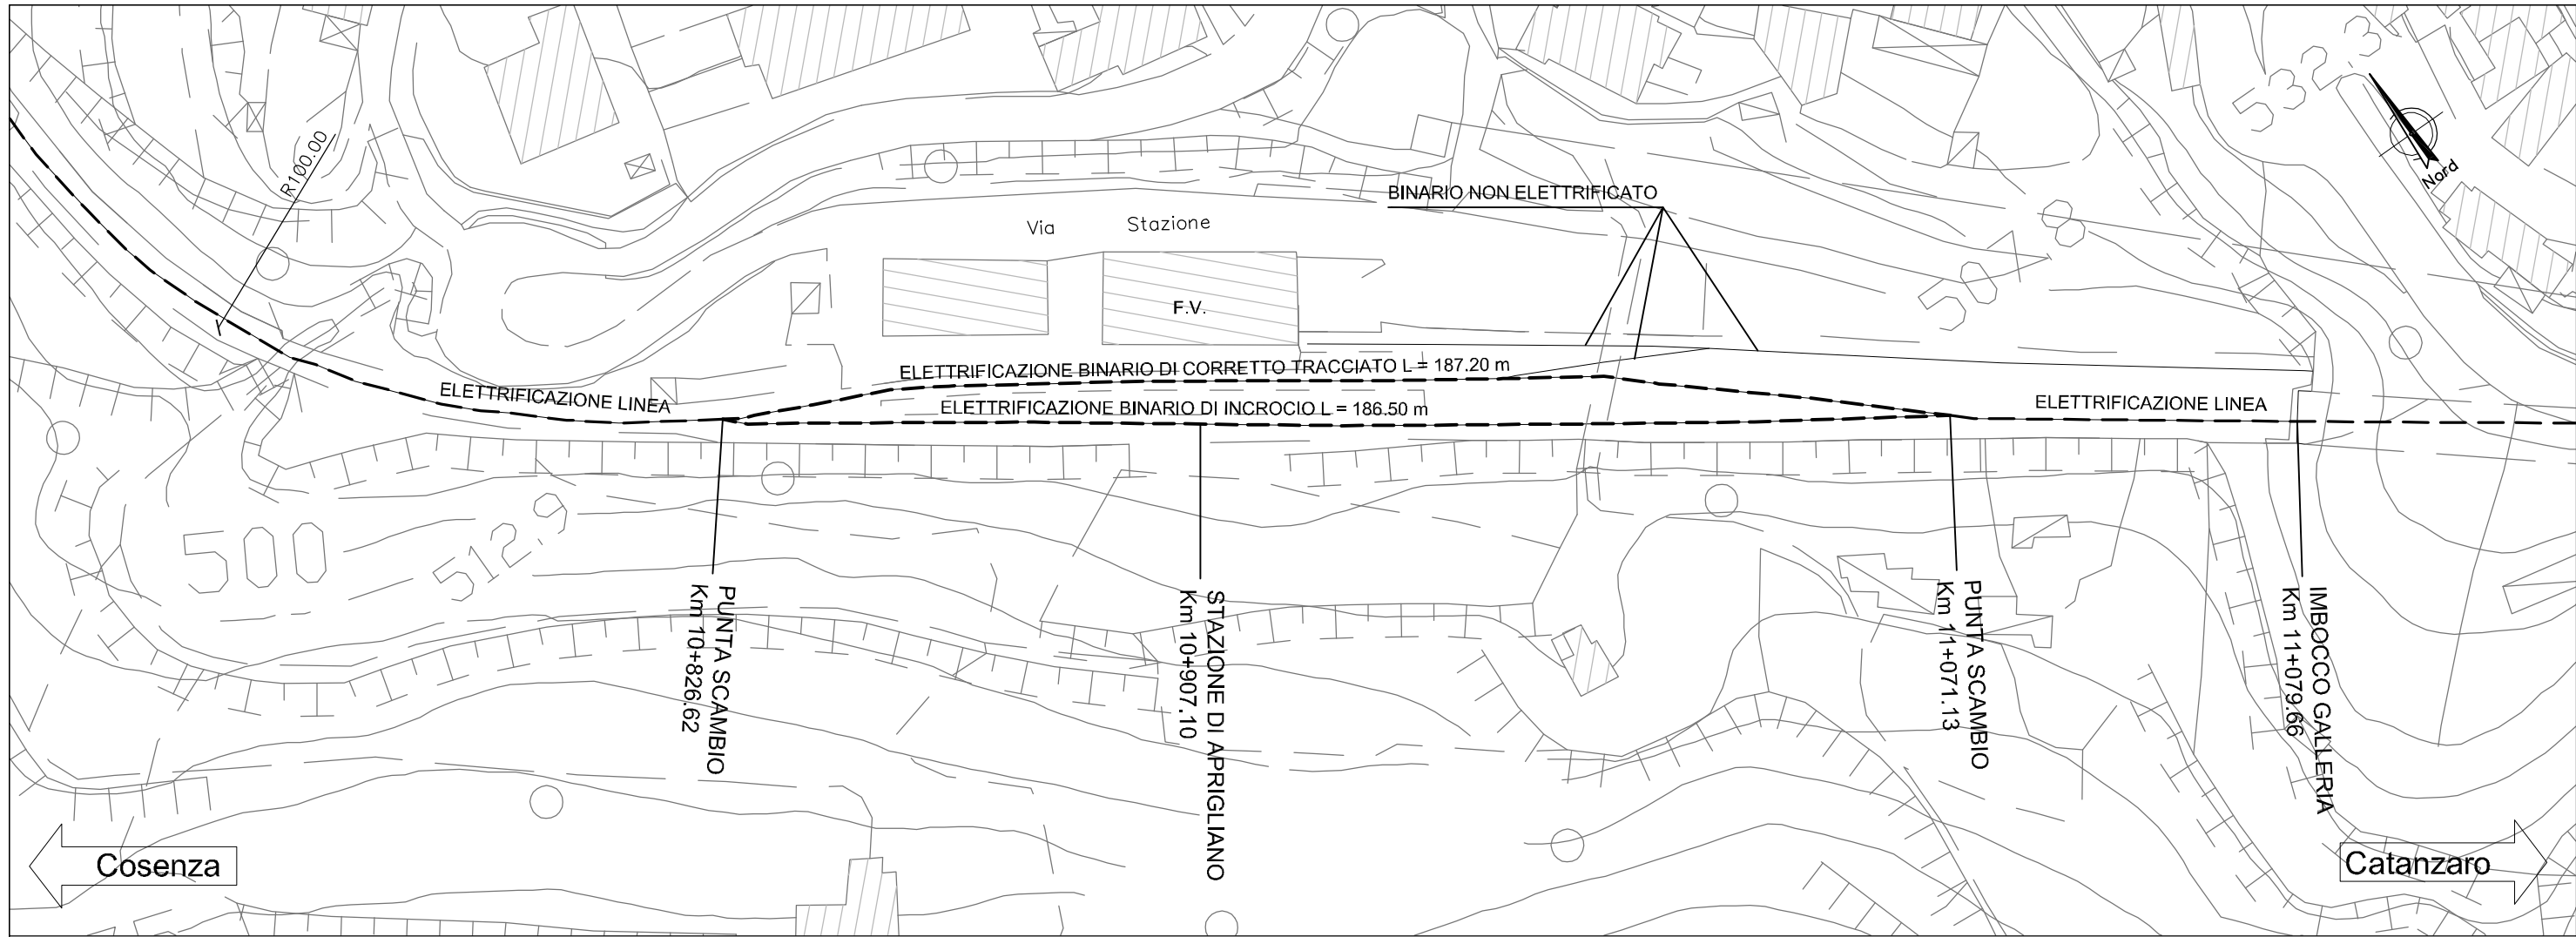 533.3
R100.00
Nord
BINARIO NON ELETTRIFICATO
Via Stazione
F.V.
ELETTRIFICAZIONE BINARIO DI CORRETTO TRACCIATO L = 187.20 m
ELETTRIFICAZIONE LINEA
ELETTRIFICAZIONE BINARIO DI INCROCIO L = 186.50 m
ELETTRIFICAZIONE LINEA
500
512.9
PUNTA SCAMBIO
Km 10+826.62
STAZIONE DI APRIGLIANO
Km 10+907.10
PUNTA SCAMBIO
Km 11+071.13
IMBOCCO GALLERIA
Km 11+079.66
Cosenza
Catanzaro